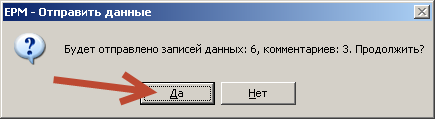 EPM - Отправить данные
Будет отправлено записей данных: 6, комментариев: 3. Продолжить?
Да
Нет